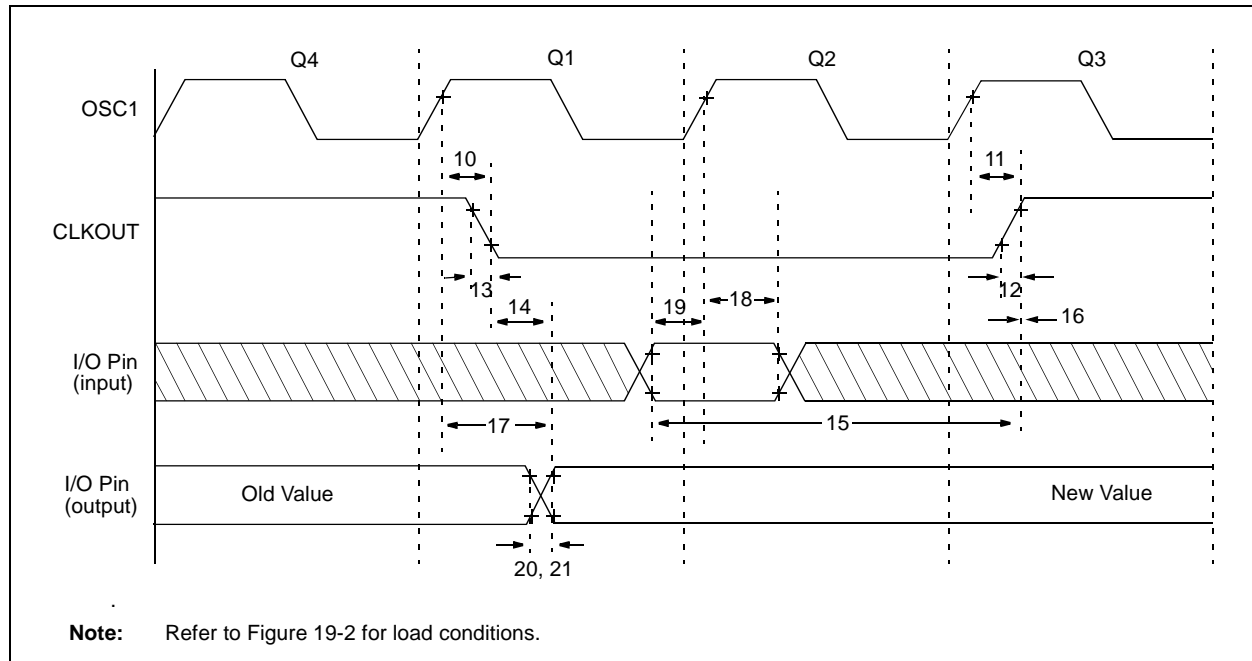 Q4 Q1 Q2 Q3
OSC1
10 11
CLKOUT
13 12
14 19 18 16
I/O Pin
(input)
17 15
I/O Pin
(output)
Old Value New Value
20, 21
.
Note: Refer to Figure 19-2 for load conditions.